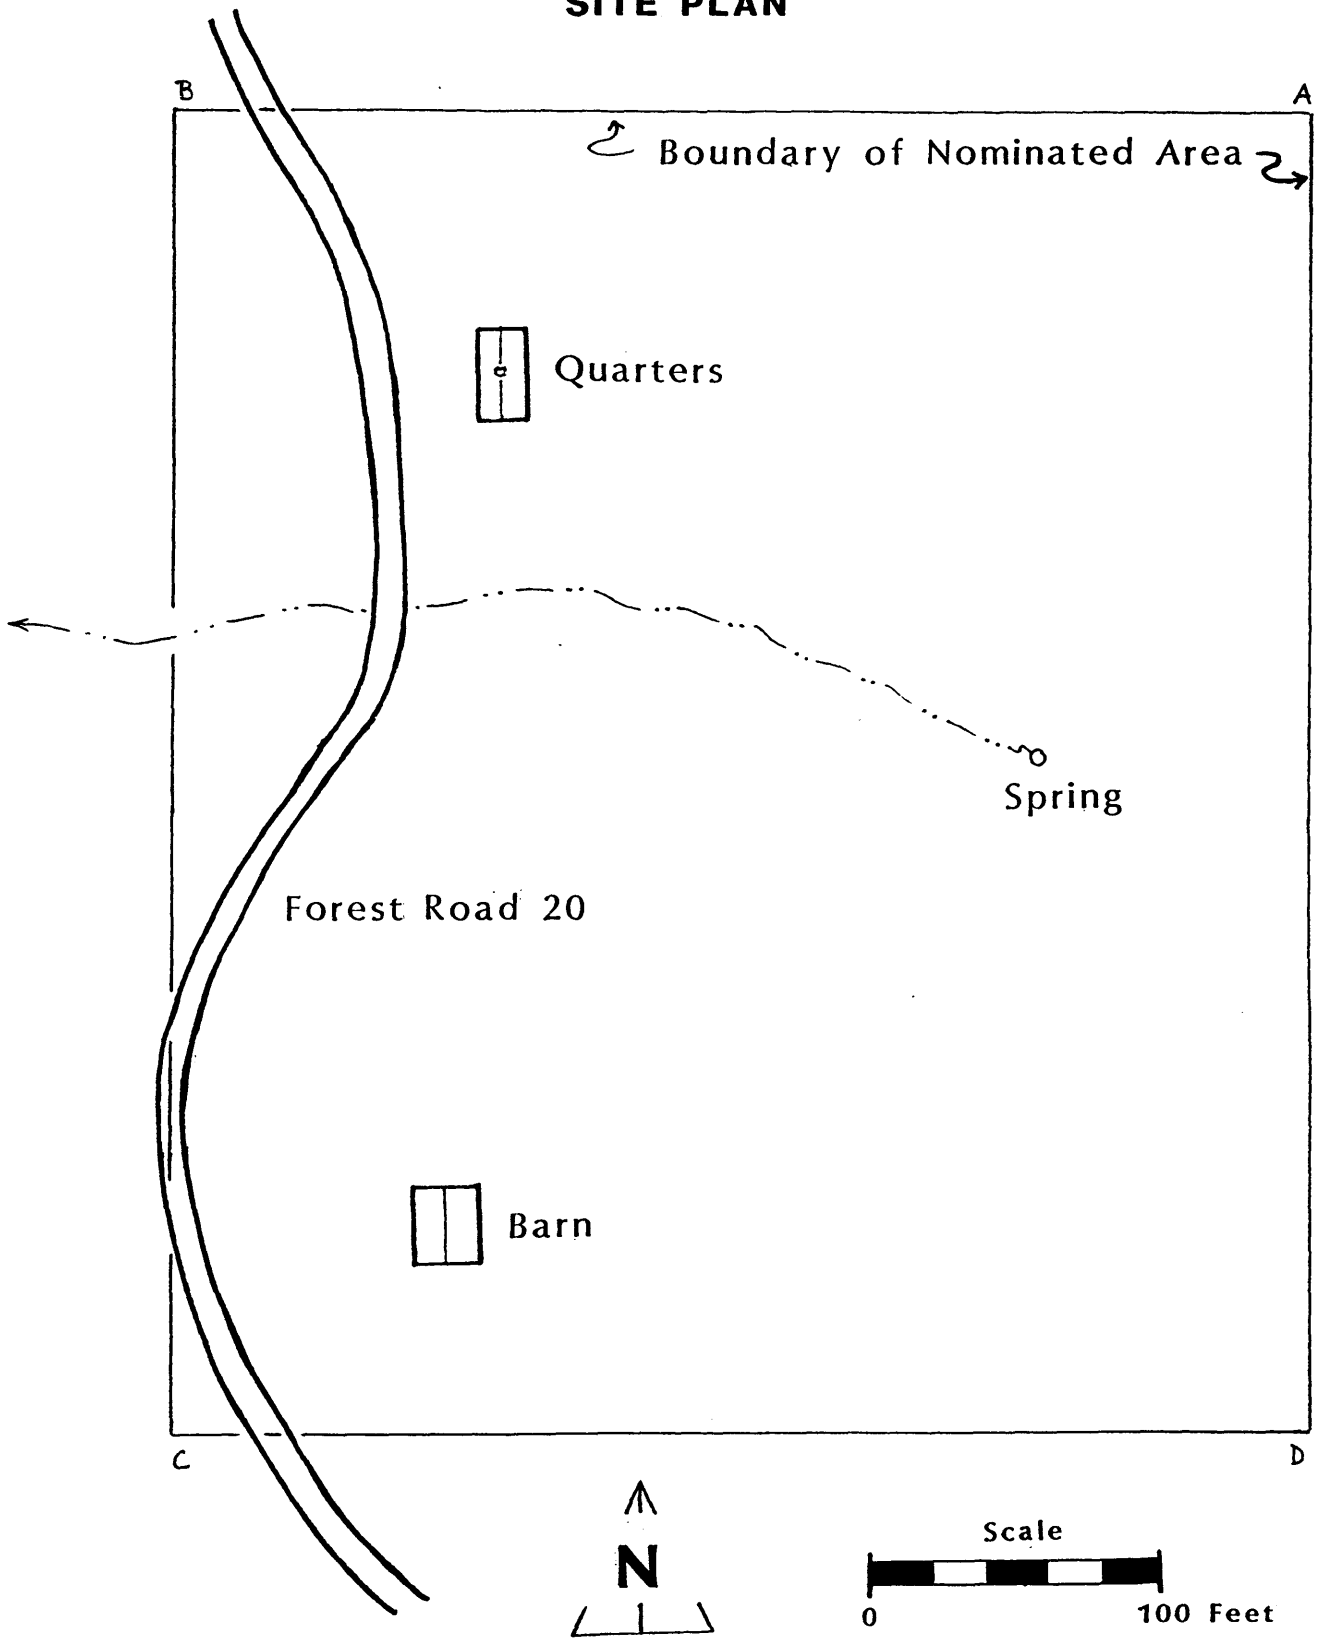 SITE PLAN
B
A
Boundary of Nominated Area
Quarters
Spring
Forest Road 20
Barn
C
D
N
Scale
0 100 Feet